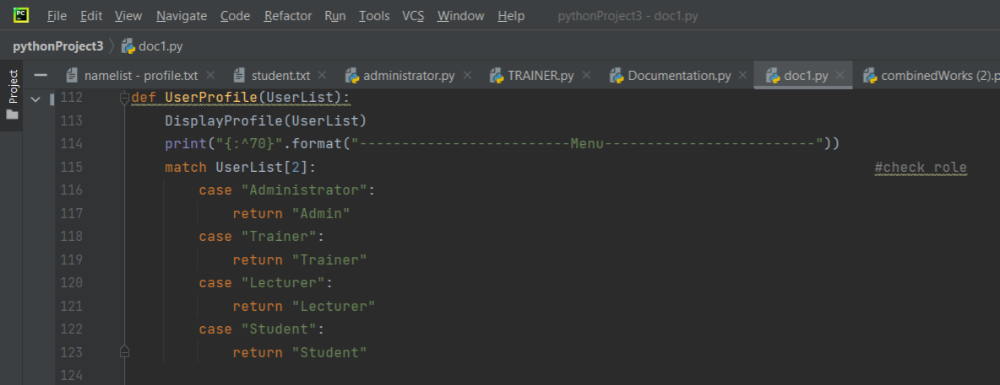 PC File Edit View Navigate Code Refactor Run Tools VCS Window Help pythonProject3 - doc1.py
pythonProject3 doc1.py
Project
namelist - profile.txt student.txt administrator.py TRAINER.py Documentation.py doc1.py combinedWorks (2).p
112 def UserProfile(UserList):
113 DisplayProfile(UserList)
114 print("{:^70}".format("-------------------------Menu-------------------------"))
115 match UserList[2]: #check role
116 case "Administrator":
117 return "Admin"
118 case "Trainer":
119 return "Trainer"
120 case "Lecturer":
121 return "Lecturer"
122 case "Student":
123 return "Student"
124